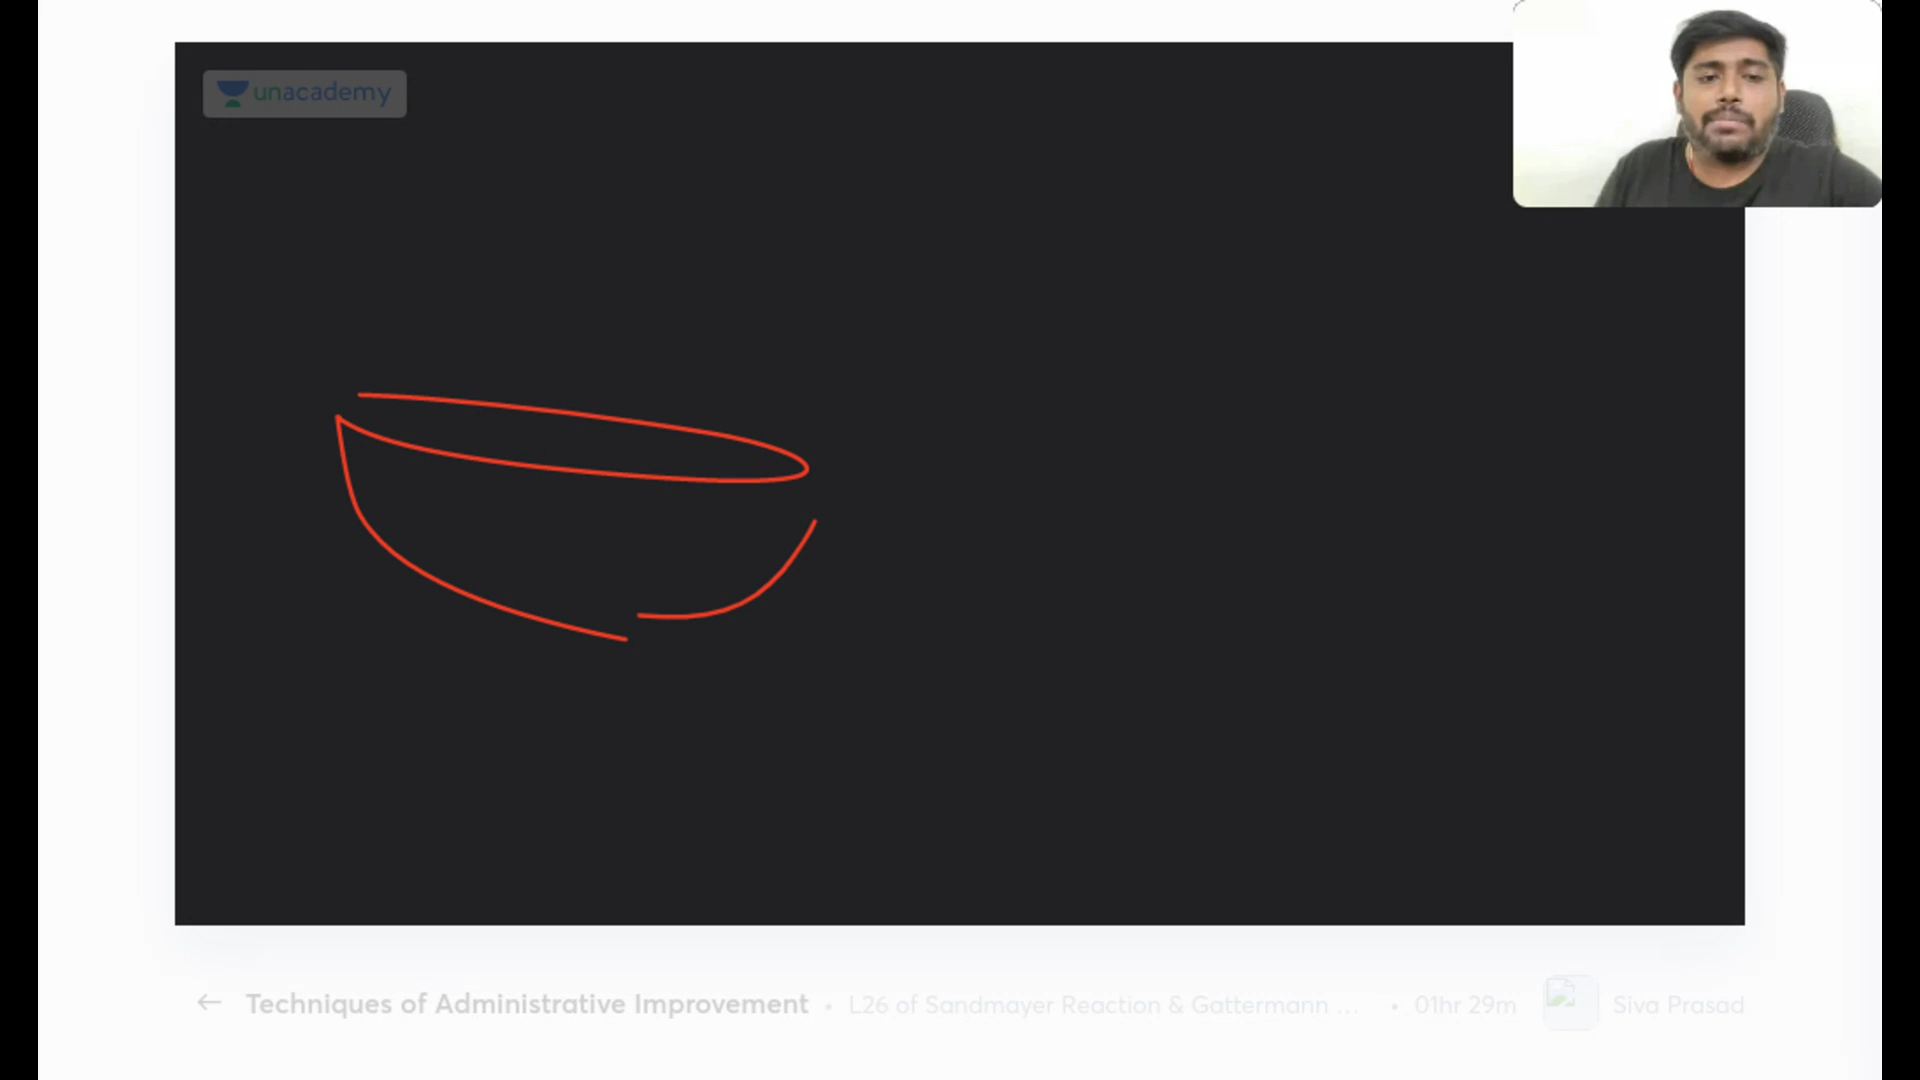 unacademy
Techniques of Administrative Improvement • L26 of Sandmayer Reaction & Gattermann ... • 01hr 29m Siva Prasad